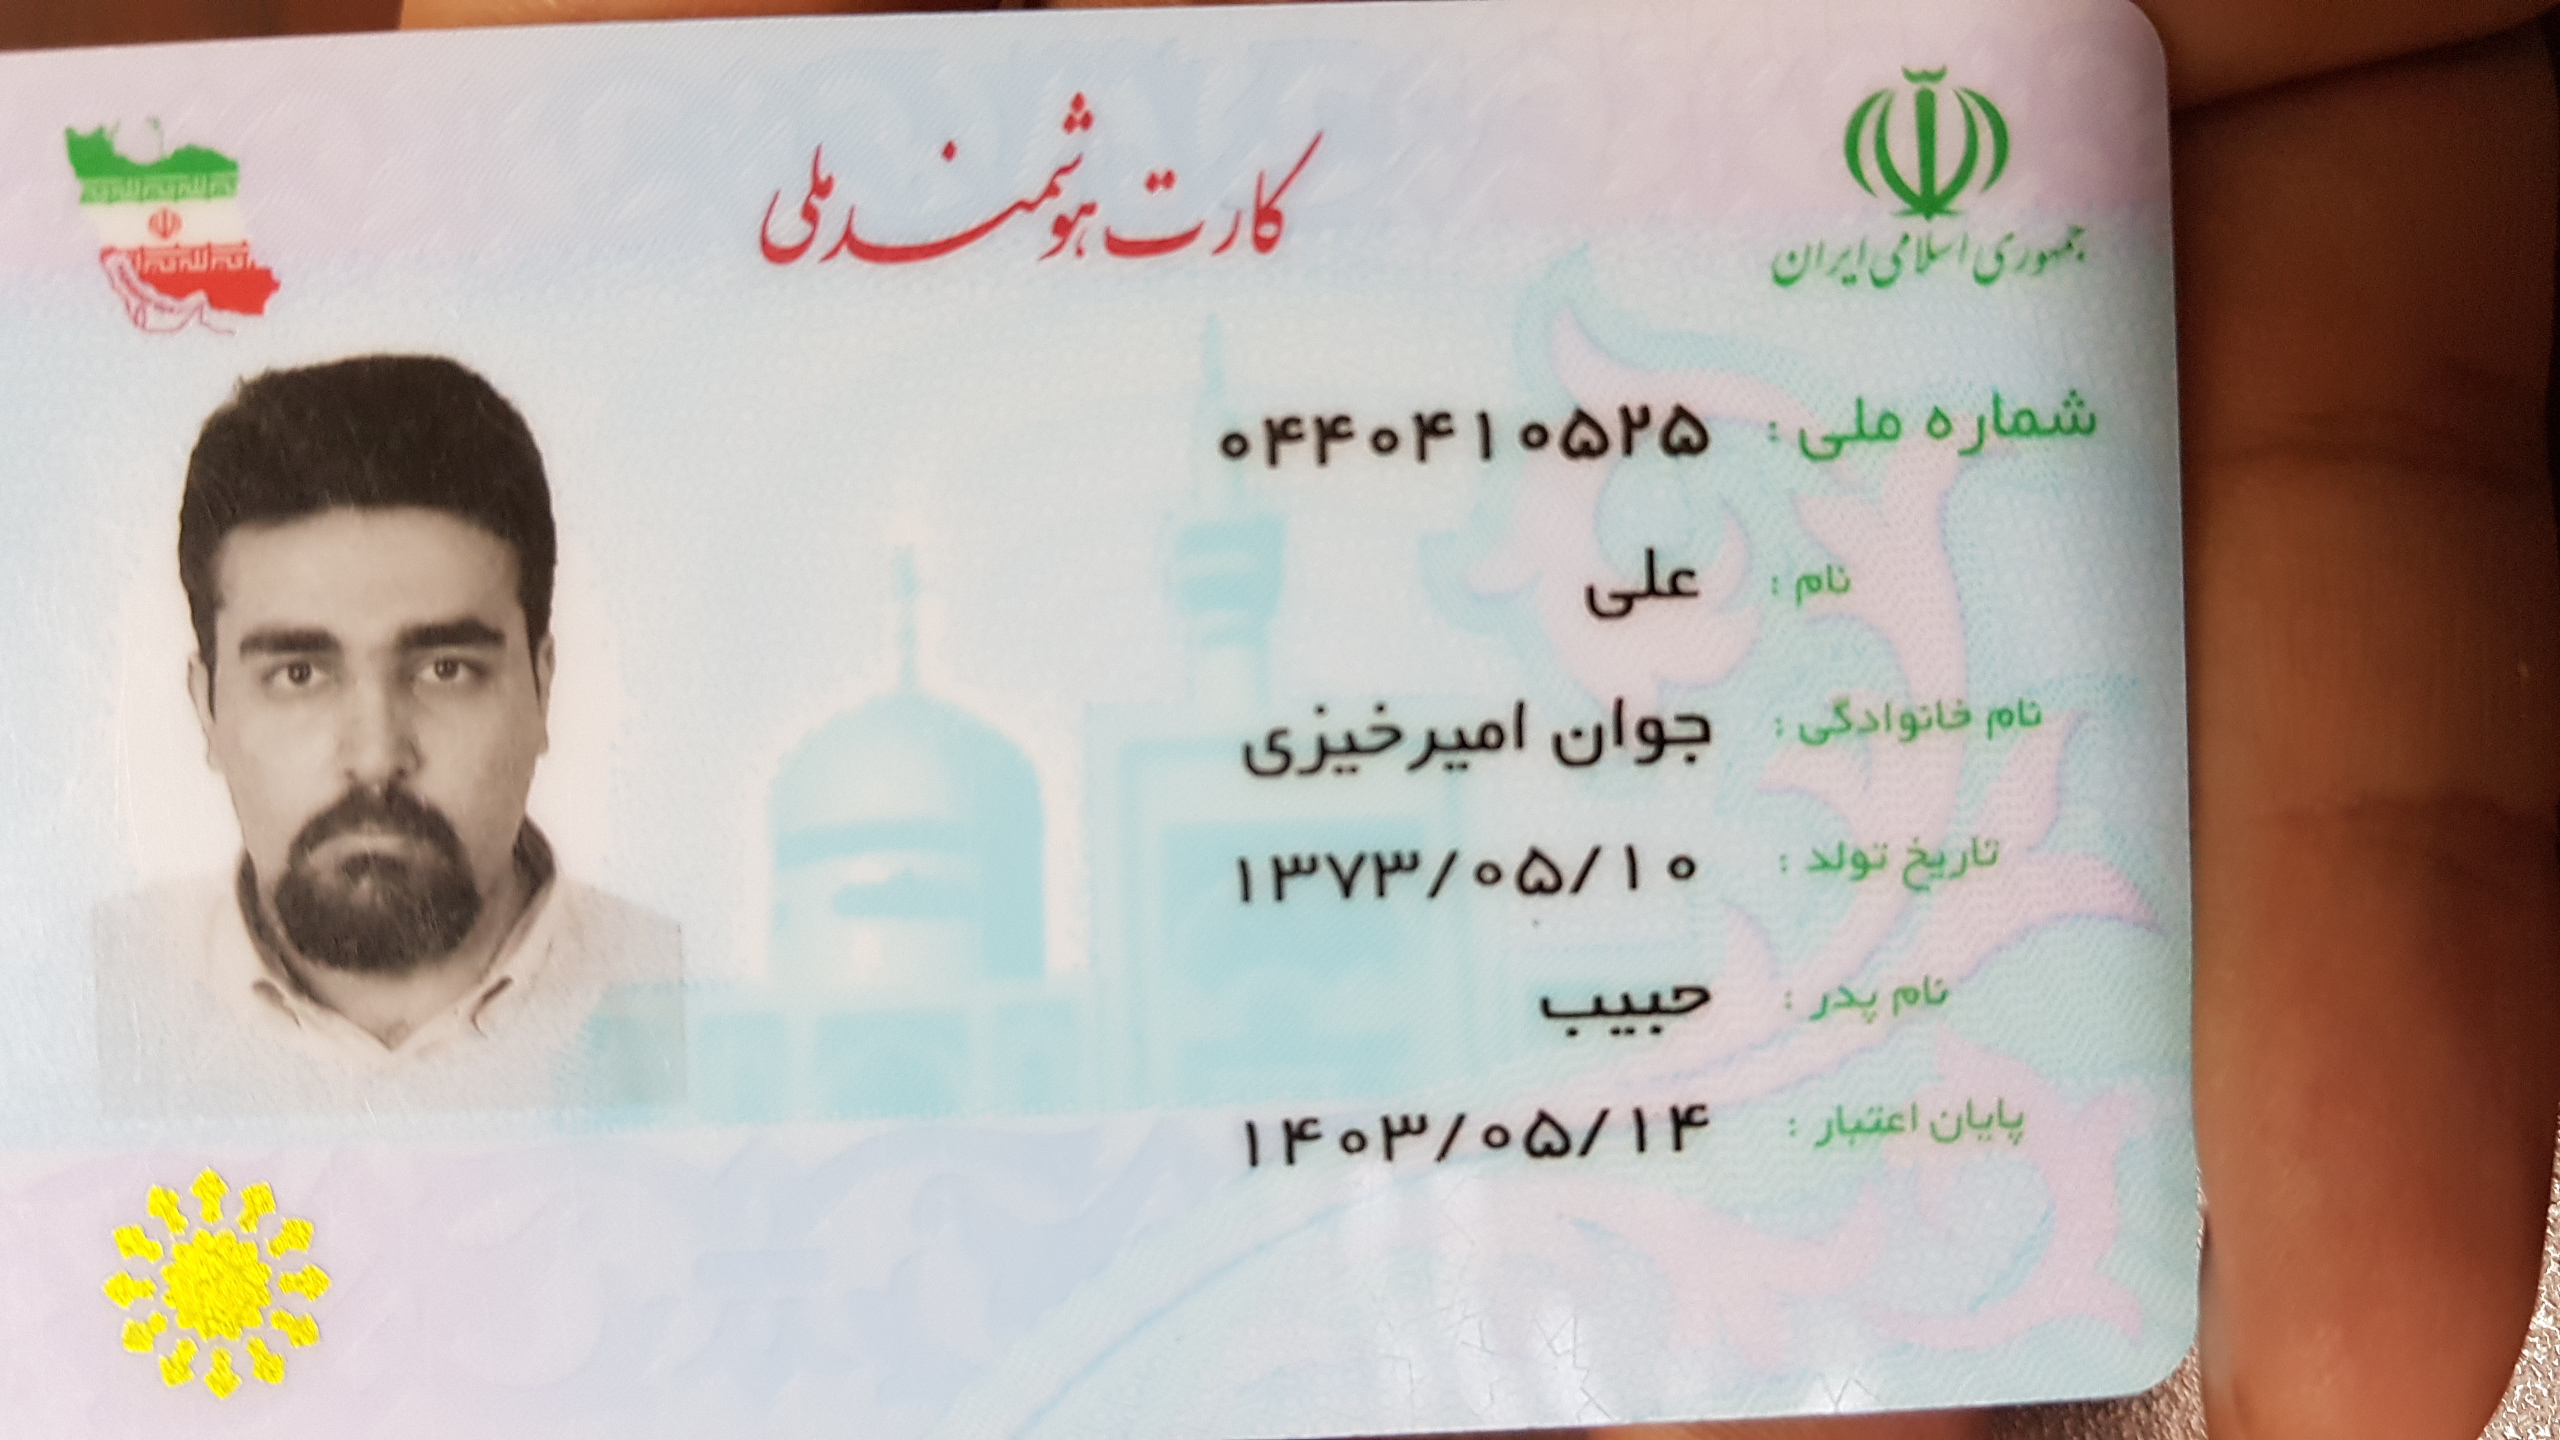 جمهوری اسلامی ایران
کارت هوشمند ملی
شماره ملی : ۰۴۴۰۴۱۰۵۲۵
نام : علی
نام خانوادگی : جوان امیرخیزی
تاریخ تولد : ۱۳۷۳/۰۵/۱۰
نام پدر : حبیب
پایان اعتبار : ۱۴۰۳/۰۵/۱۴